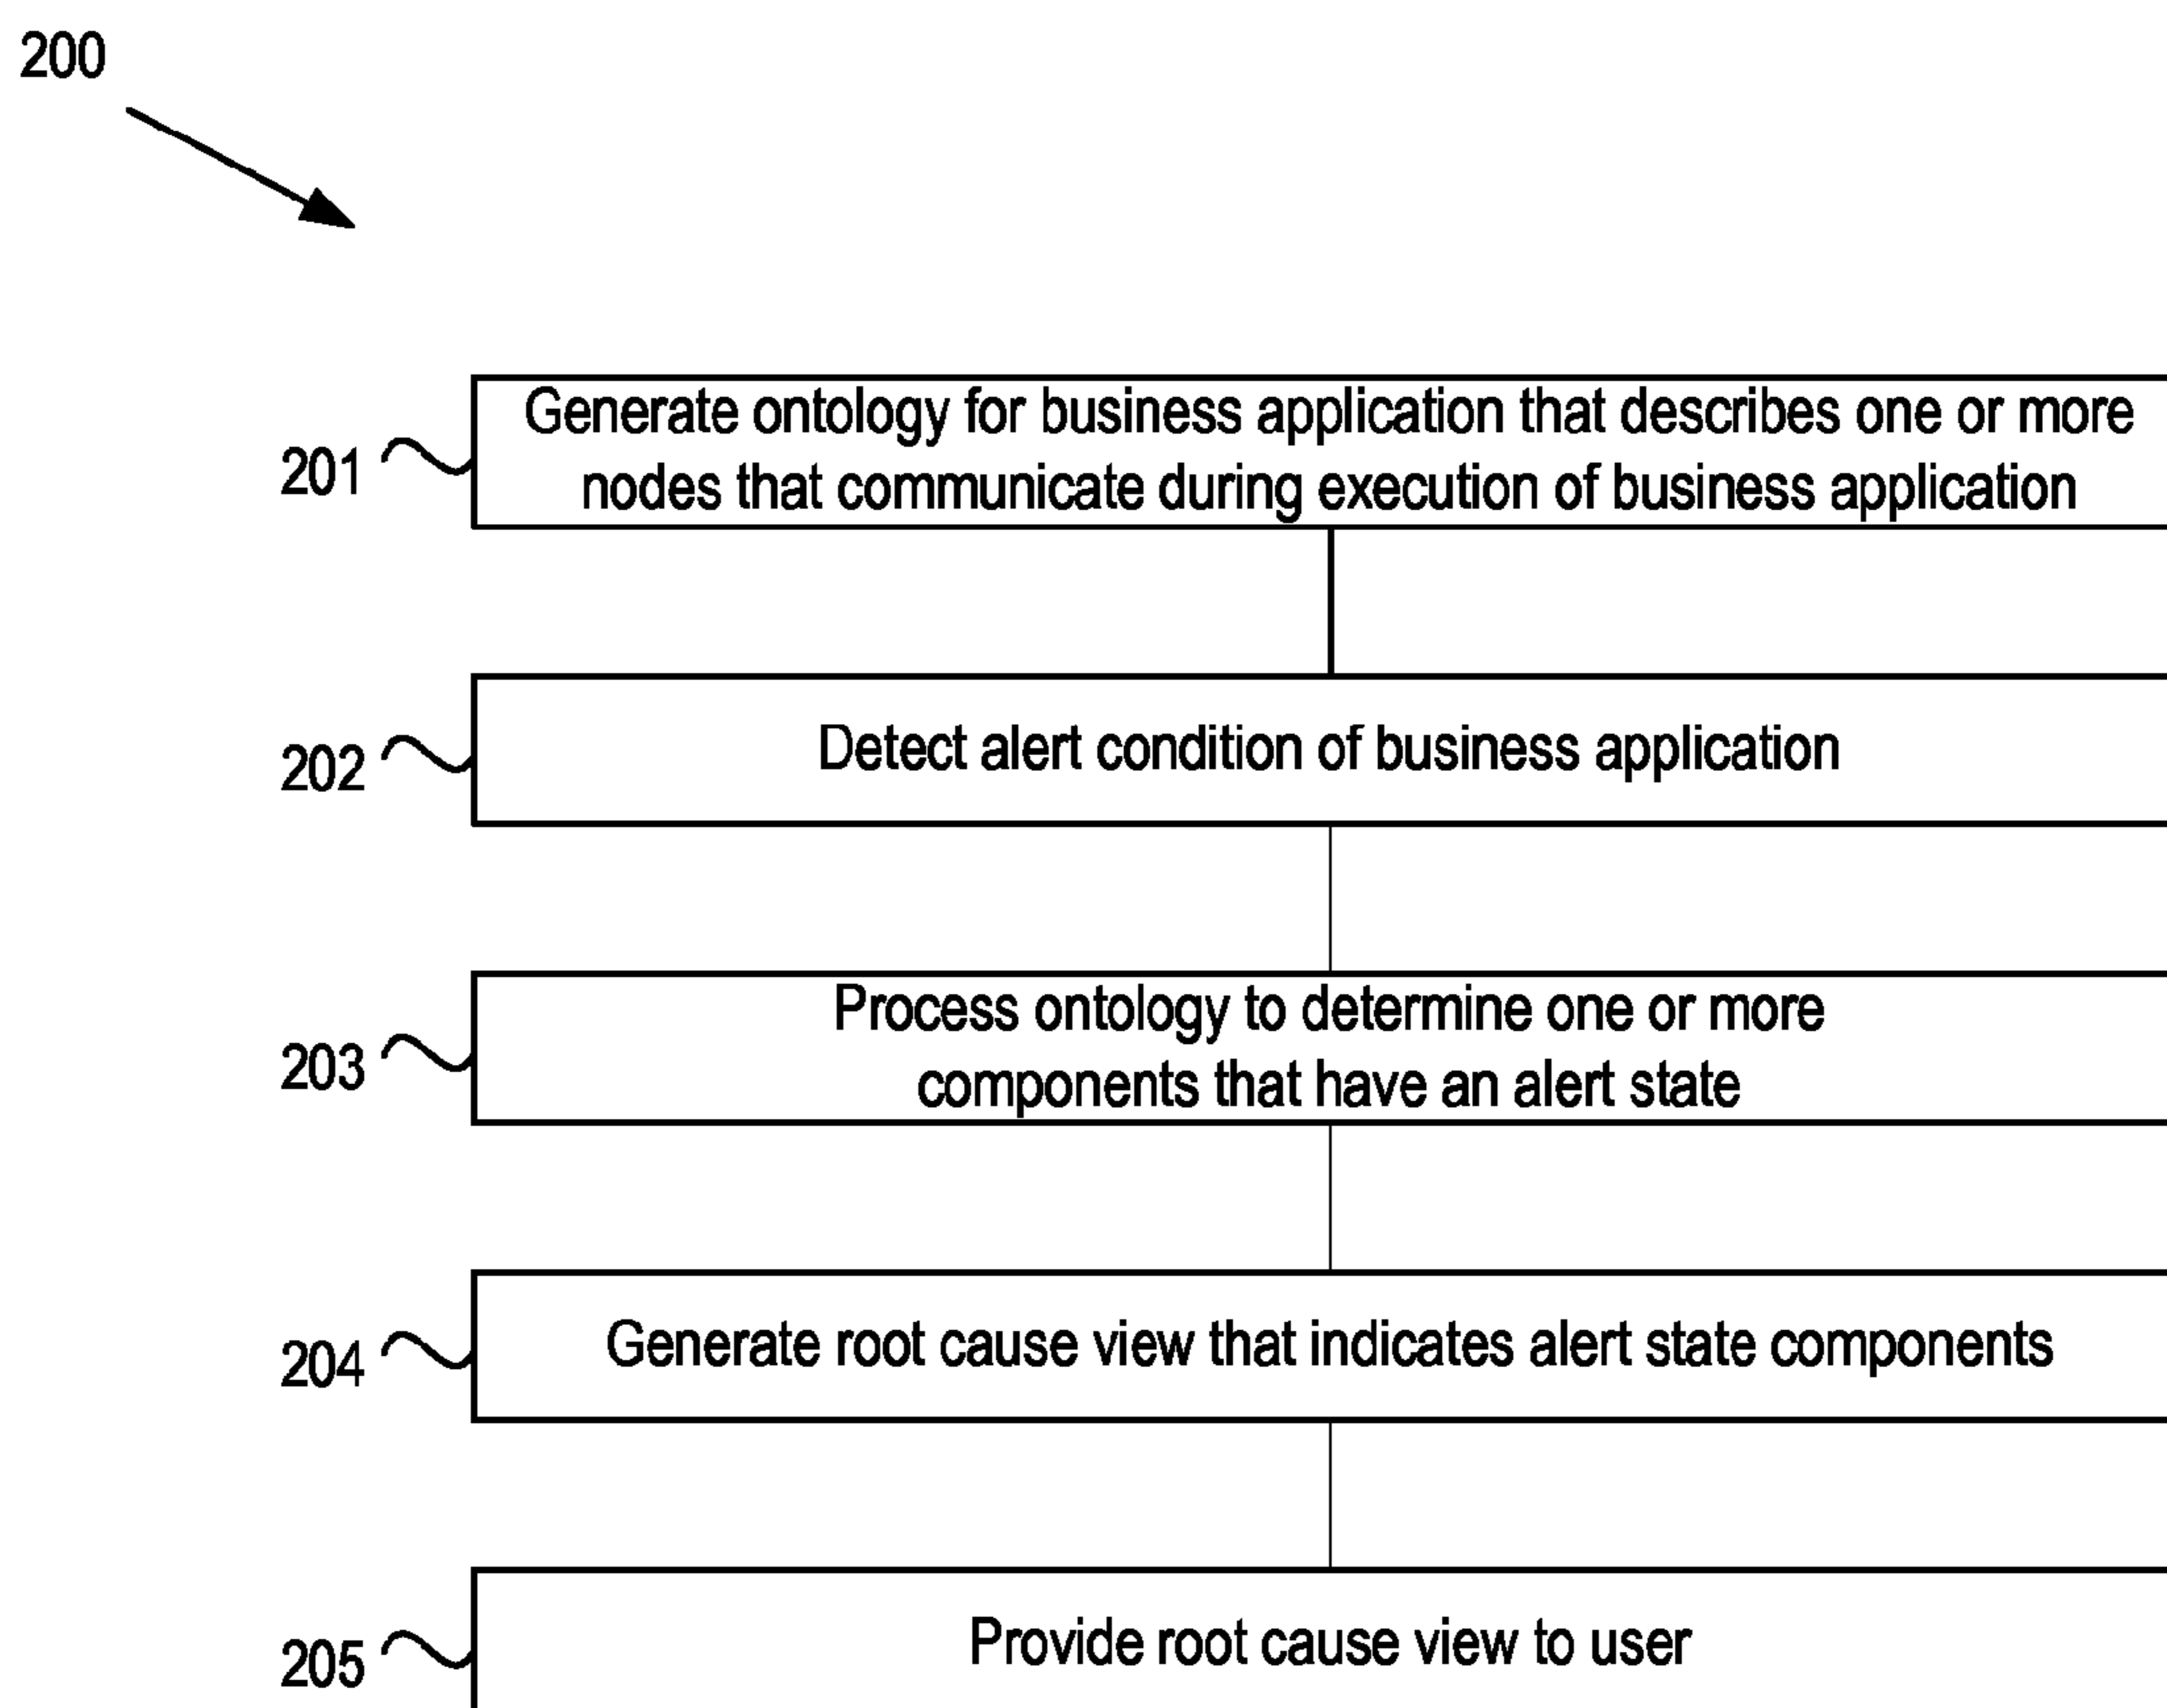 200
201
Generate ontology for business application that describes one or more
nodes that communicate during execution of business application
202
Detect alert condition of business application
203
Process ontology to determine one or more
components that have an alert state
204
Generate root cause view that indicates alert state components
205
Provide root cause view to user